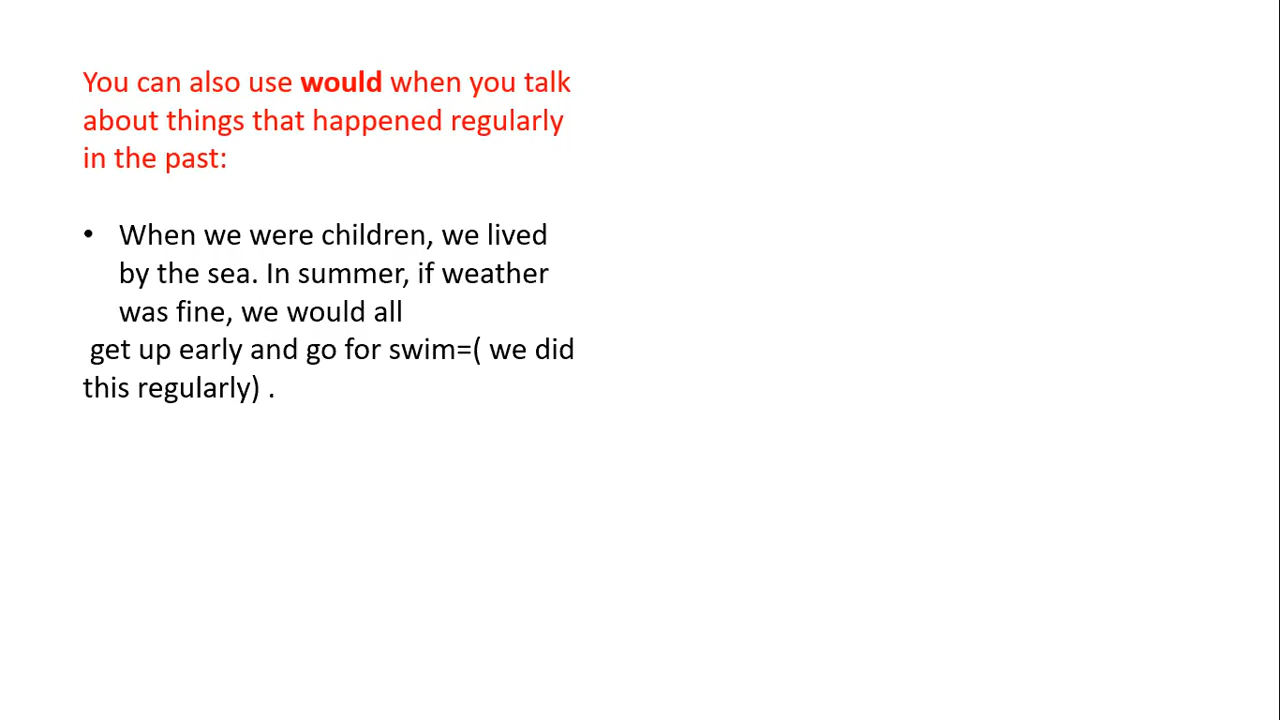 You can also use would when you talk
about things that happened regularly
in the past:
• When we were children, we lived
by the sea. In summer, if weather
was fine, we would all
get up early and go for swim=( we did
this regularly) .